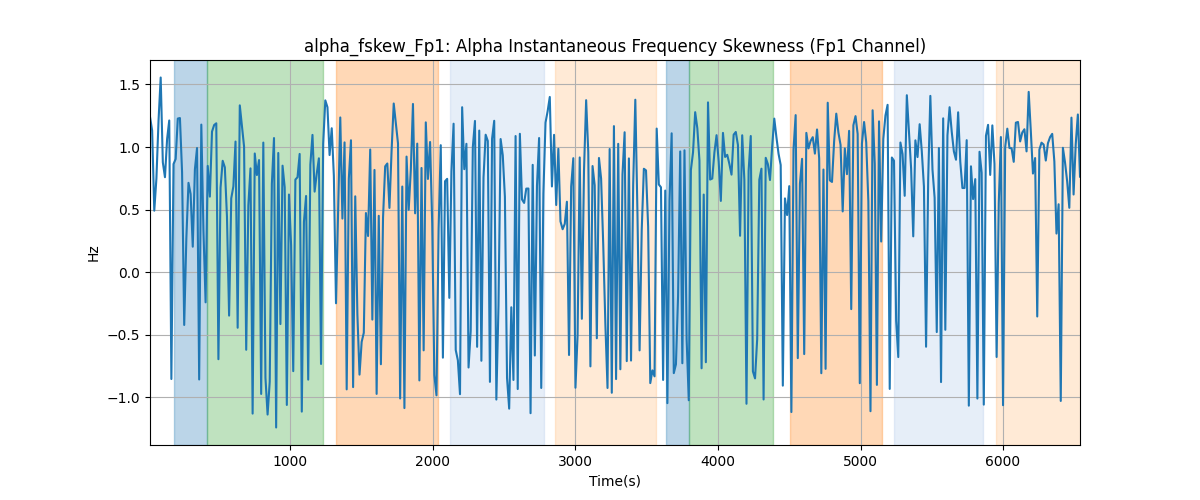 alpha_fskew_Fp1: Alpha Instantaneous Frequency Skewness (Fp1 Channel)
1.5
1.0
0.5
0.0
−0.5
−1.0
Hz
1000 2000 3000 4000 5000 6000
Time(s)